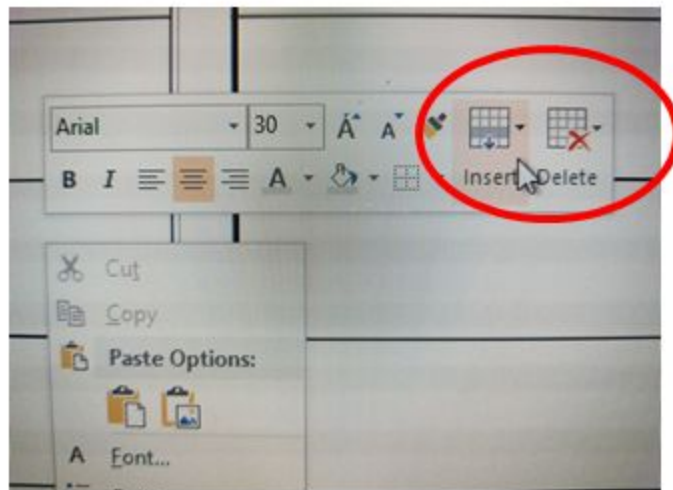 Arial 30 A A
B I A Insert Delete
Cut
Copy
Paste Options:
A Font...